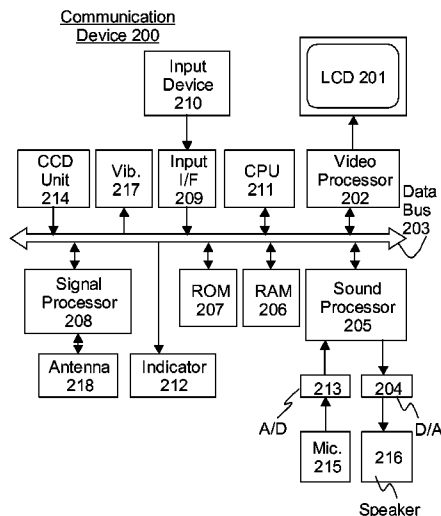 Communication
Device 200
Input
Device
210
LCD 201
CCD
Unit
214
Vib.
217
Input
I/F
209
CPU
211
Video
Processor
202
Data
Bus
203
Signal
Processor
208
ROM
207
RAM
206
Sound
Processor
205
Antenna
218
Indicator
212
213
204
A/D
D/A
Mic.
215
216
Speaker